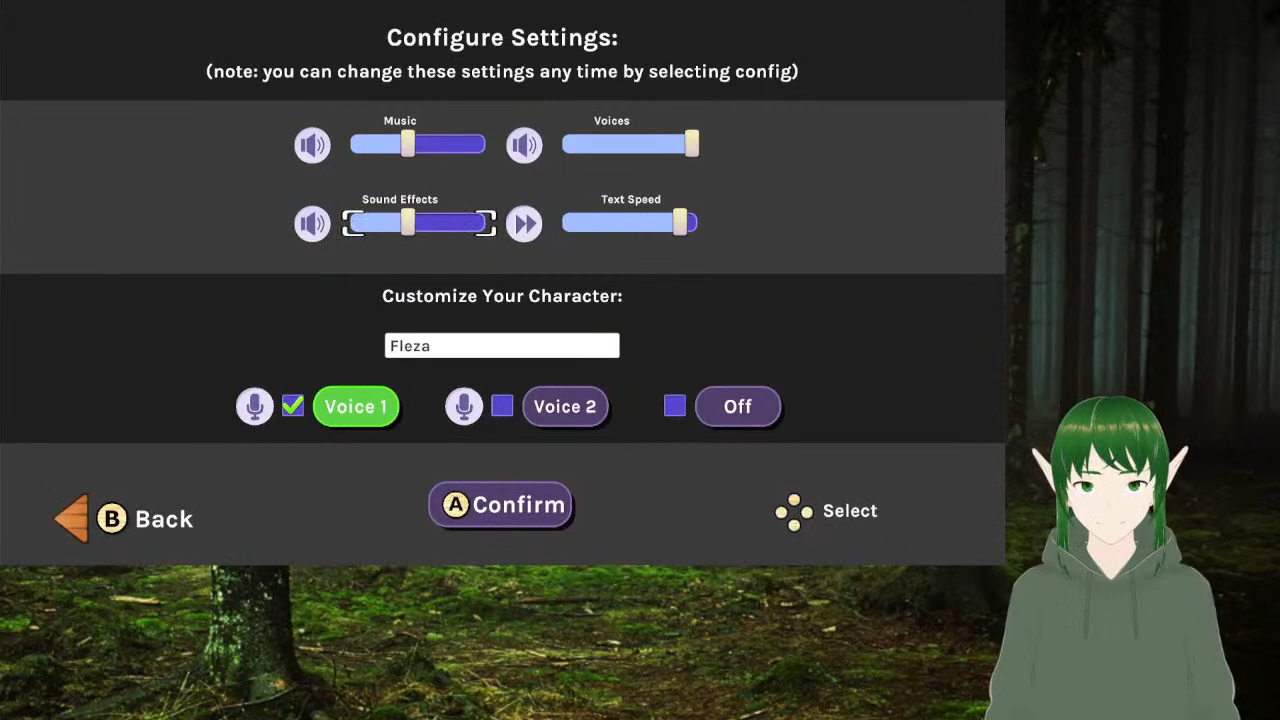 Configure Settings:
(note: you can change these settings any time by selecting config)
Music
Voices
Sound Effects
Text Speed
Customize Your Character:
Fleza
Voice 1
Voice 2
Off
B Back
A Confirm
Select